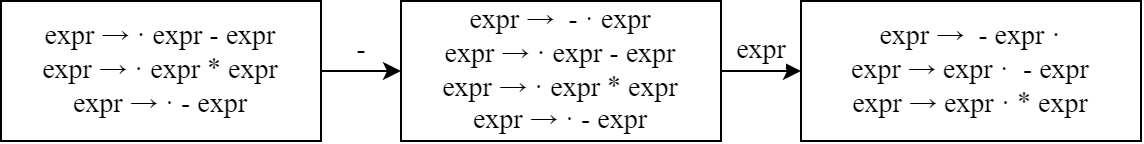 expr → · expr - expr
expr → · expr * expr
expr → · - expr
-
expr → - · expr
expr → · expr - expr
expr → · expr * expr
expr → · - expr
expr
expr → - expr ·
expr → expr · - expr
expr → expr · * expr